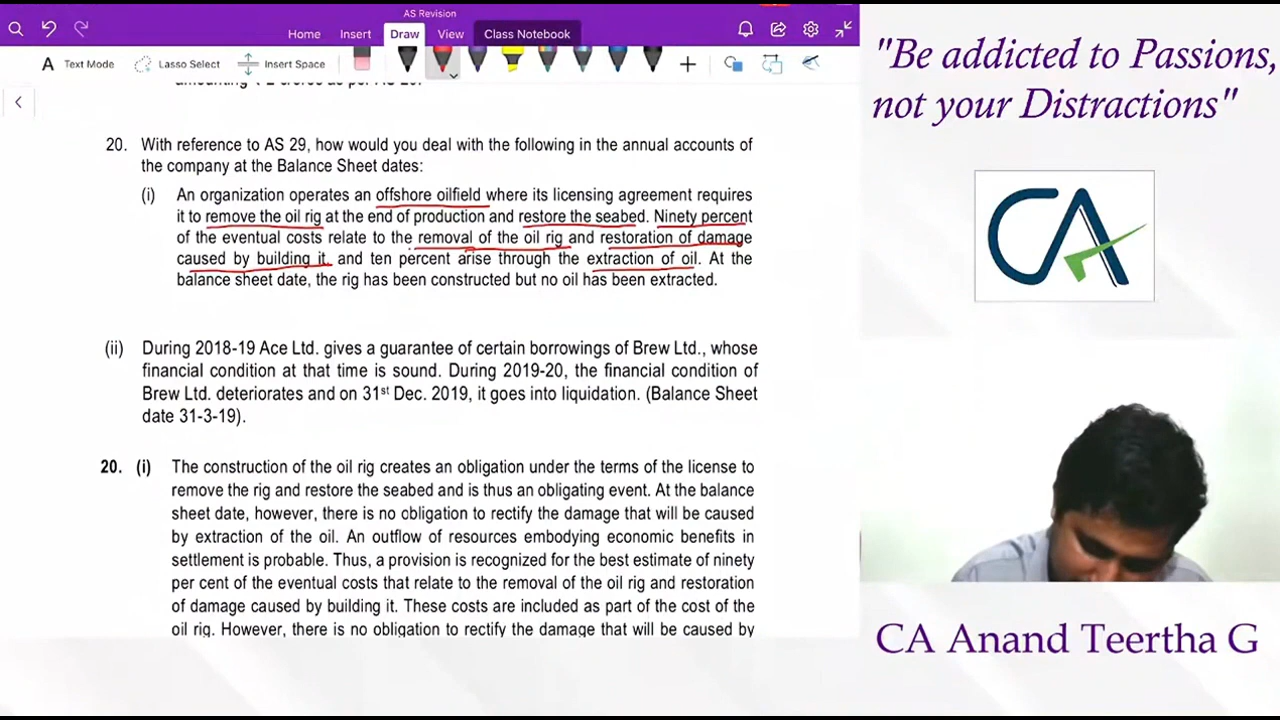 AS Revision
Home Insert Draw View Class Notebook
A Text Mode Lasso Select Insert Space
20. With reference to AS 29, how would you deal with the following in the annual accounts of
the company at the Balance Sheet dates:
(i) An organization operates an offshore oilfield where its licensing agreement requires
it to remove the oil rig at the end of production and restore the seabed. Ninety percent
of the eventual costs relate to the removal of the oil rig and restoration of damage
caused by building it. and ten percent arise through the extraction of oil. At the
balance sheet date, the rig has been constructed but no oil has been extracted.
(ii) During 2018-19 Ace Ltd. gives a guarantee of certain borrowings of Brew Ltd., whose
financial condition at that time is sound. During 2019-20, the financial condition of
Brew Ltd. deteriorates and on 31st Dec. 2019, it goes into liquidation. (Balance Sheet
date 31-3-19).
20. (i) The construction of the oil rig creates an obligation under the terms of the license to
remove the rig and restore the seabed and is thus an obligating event. At the balance
sheet date, however, there is no obligation to rectify the damage that will be caused
by extraction of the oil. An outflow of resources embodying economic benefits in
settlement is probable. Thus, a provision is recognized for the best estimate of ninety
per cent of the eventual costs that relate to the removal of the oil rig and restoration
of damage caused by building it. These costs are included as part of the cost of the
oil rig. However, there is no obligation to rectify the damage that will be caused by
"Be addicted to Passions,
not your Distractions"
CA
CA Anand Teertha G